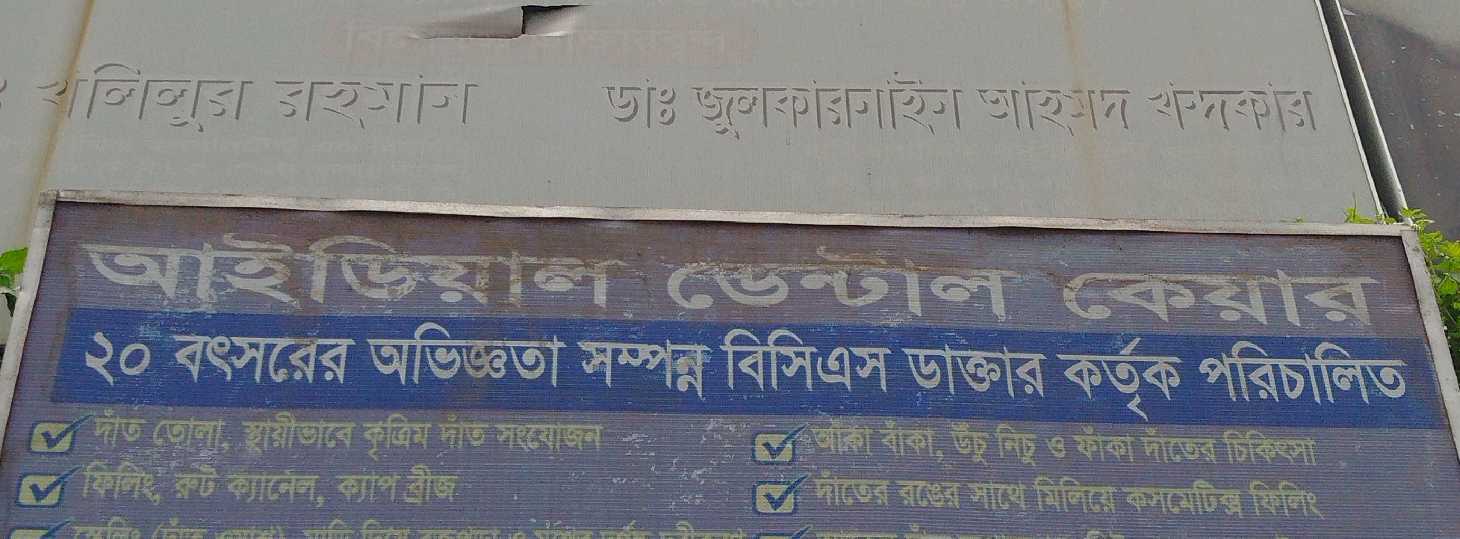 খলিলুর রহমান
ডাঃ জুলকারনাইন আহমদ খন্দকার
আইডিয়াল ডেন্টাল কেয়ার
২০ বৎসরের অভিজ্ঞতা সম্পন্ন বিসিএস ডাক্তার কর্তৃক পরিচালিত
দাঁত তোলা, স্থায়ীভাবে কৃত্রিম দাঁত সংযোজন
ফিলিং, রুট ক্যানেল, ক্যাপ ব্রীজ
আঁকা বাঁকা, উঁচু নিচু ও ফাঁকা দাঁতের চিকিৎসা
দাঁতের রঙের সাথে মিলিয়ে কসমেটিক্স ফিলিং